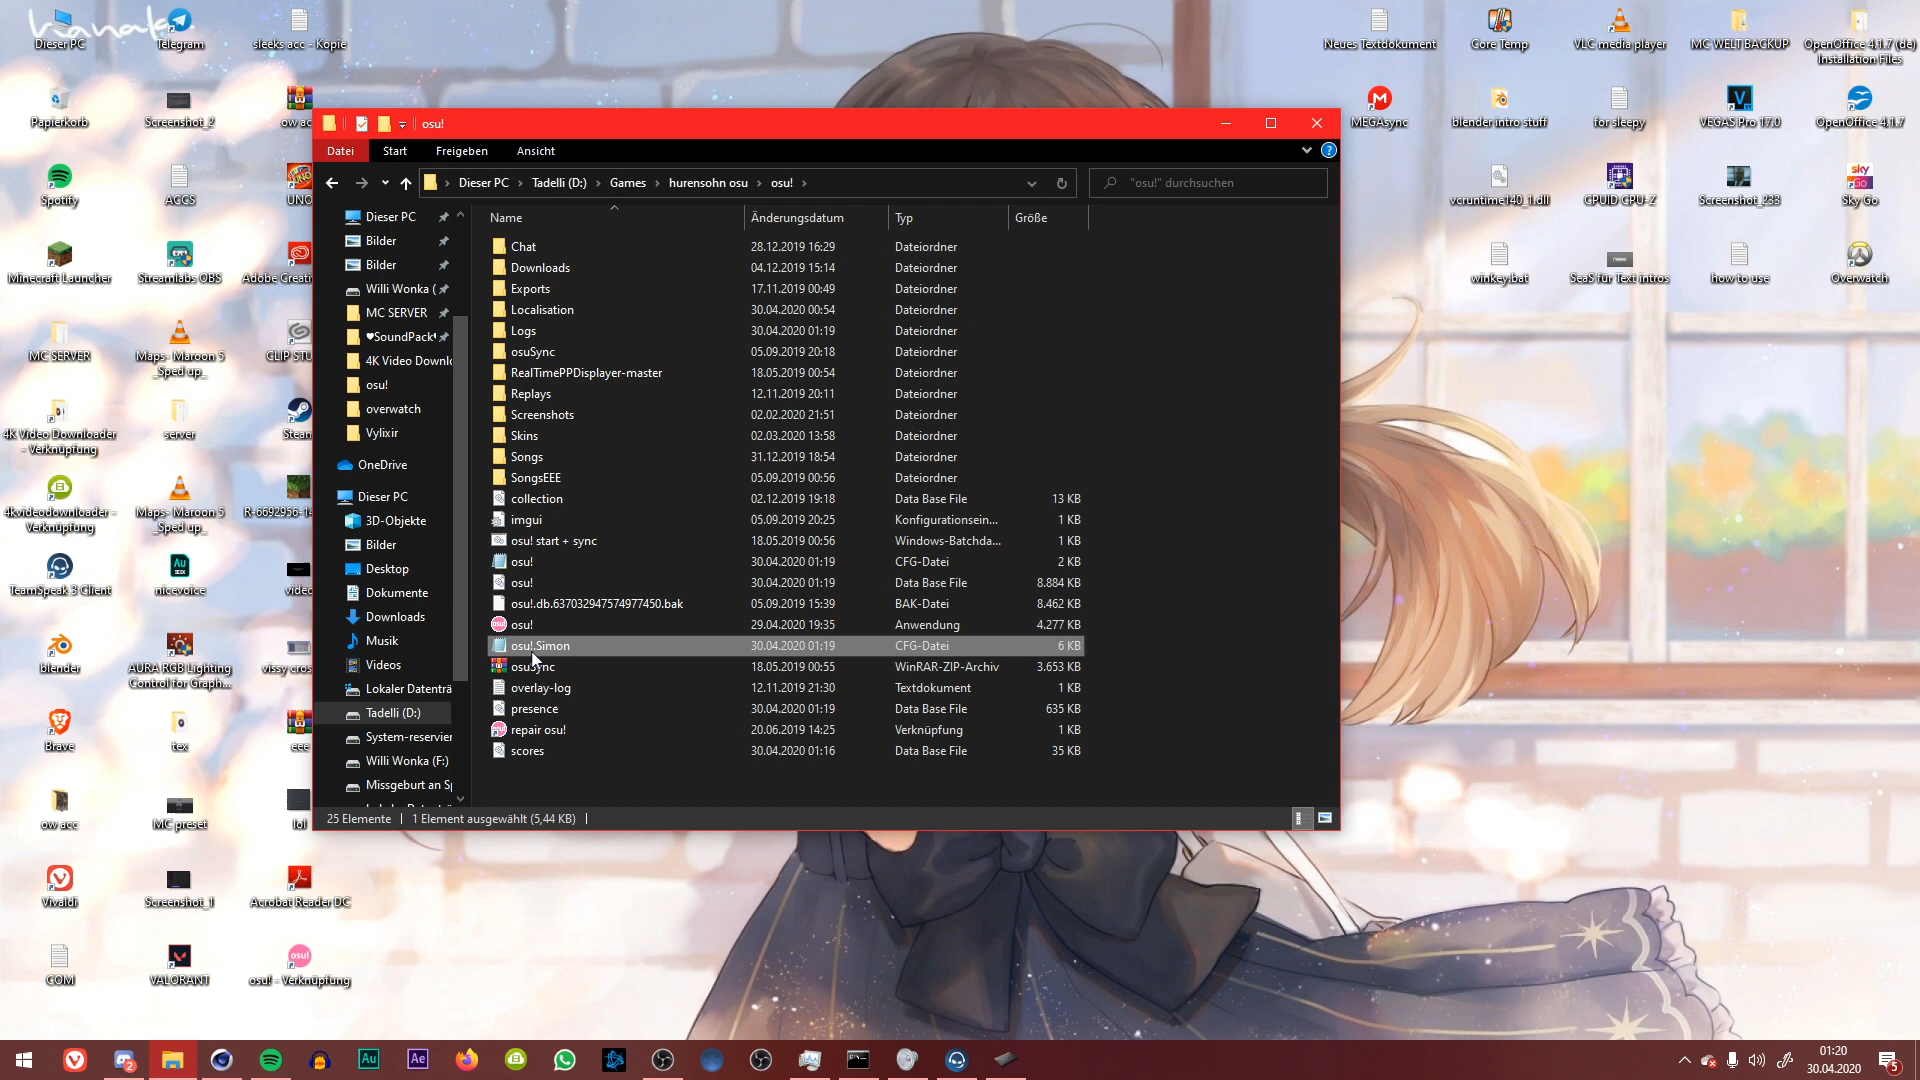 Dieser PC
Telegram
sleeks acc - Kopie
Neues Textdokument
Core Temp
VLC media player
MC WELT BACKUP
OpenOffice 4.1.7 (de)
Installation Files
Papierkorb
Screenshot_2
ow ac
MEGAsync
blender intro stuff
for sleepy
VEGAS Pro 17.0
OpenOffice 4.1.7
Spotify
ACCS
UNO
vcruntime140_1.dll
CPUID CPU-Z
Screenshot_233
Sky Go
Minecraft Launcher
Streamlabs OBS
Adobe Creati
winkey.bat
SeaS für Text intros
how to use
Overwatch
MC SERVER
Maps- Maroon 5
_Sped up_
CLIP STU
4K Video Downloader
- Verknüpfung
server
Steam
4kvideodownloader -
Verknüpfung
Maps- Maroon 5
_Sped up_
R-6692956-14
TeamSpeak 3 Client
nicevoice
video
blender
AURA RGB Lighting
Control for Graph...
vissy cros
Brave
tex
eee
ow acc
MC preset
lol
Vivaldi
Screenshot_1
Acrobat Reader DC
COM
VALORANT
osu! - Verknüpfung
osu!
Datei
Start
Freigeben
Ansicht
Dieser PC
Tadelli (D:)
Games
hurensohn osu
osu!
"osu!" durchsuchen
Dieser PC
Bilder
Bilder
Willi Wonka (
MC SERVER
♥SoundPack
4K Video Downlo
osu!
overwatch
Vylixir
OneDrive
Dieser PC
3D-Objekte
Bilder
Desktop
Dokumente
Downloads
Musik
Videos
Lokaler Datenträ
Tadelli (D:)
System-reservier
Willi Wonka (F:)
Missgeburt an Sp
Name Änderungsdatum Typ Größe
Chat 28.12.2019 16:29 Dateiordner
Downloads 04.12.2019 15:14 Dateiordner
Exports 17.11.2019 00:49 Dateiordner
Localisation 30.04.2020 00:54 Dateiordner
Logs 30.04.2020 01:19 Dateiordner
osuSync 05.09.2019 20:18 Dateiordner
RealTimePPDisplayer-master 18.05.2019 00:54 Dateiordner
Replays 12.11.2019 20:11 Dateiordner
Screenshots 02.02.2020 21:51 Dateiordner
Skins 02.03.2020 13:58 Dateiordner
Songs 31.12.2019 18:54 Dateiordner
SongsEEE 05.09.2019 00:56 Dateiordner
collection 02.12.2019 19:18 Data Base File 13 KB
imgui 05.09.2019 20:25 Konfigurationsein... 1 KB
osu! start + sync 18.05.2019 00:56 Windows-Batchda... 1 KB
osu! 30.04.2020 01:19 CFG-Datei 2 KB
osu! 30.04.2020 01:19 Data Base File 8.884 KB
osu!.db.637032947574977450.bak 05.09.2019 15:39 BAK-Datei 8.462 KB
osu! 29.04.2020 19:35 Anwendung 4.277 KB
osu!.Simon 30.04.2020 01:19 CFG-Datei 6 KB
osuSync 18.05.2019 00:55 WinRAR-ZIP-Archiv 3.653 KB
overlay-log 12.11.2019 21:30 Textdokument 1 KB
presence 30.04.2020 01:19 Data Base File 635 KB
repair osu! 20.06.2019 14:25 Verknüpfung 1 KB
scores 30.04.2020 01:16 Data Base File 35 KB
25 Elemente
1 Element ausgewählt (5,44 KB)
01:20
30.04.2020